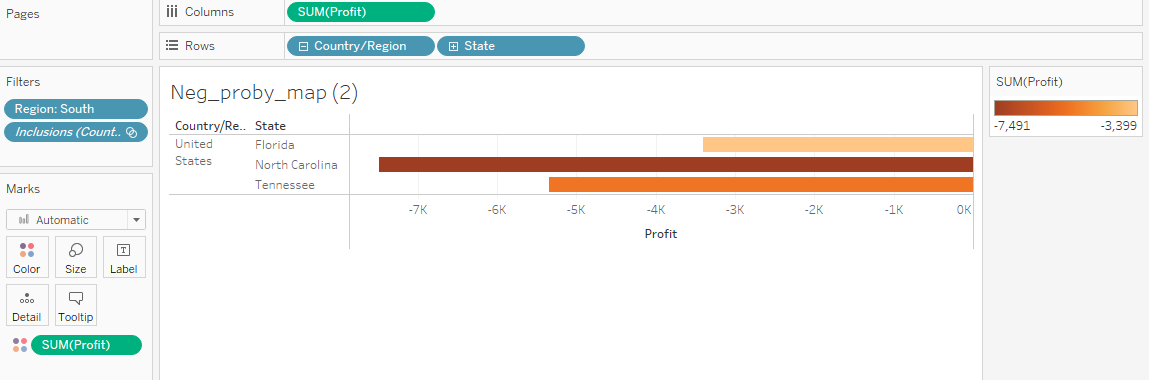 Pages
Columns
SUM(Profit)
Rows
Country/Region
State
Filters
Region: South
Inclusions (Count..
Marks
Automatic
Color
Size
Label
Detail
Tooltip
SUM(Profit)
Neg_proby_map (2)
Country/Re..
State
United
States
Florida
North Carolina
Tennessee
-7K
-6K
-5K
-4K
-3K
-2K
-1K
0K
Profit
SUM(Profit)
-7,491
-3,399